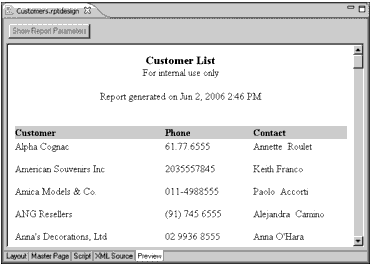 Customers.rptdesign
Show Report Parameters
Customer List
For internal use only
Report generated on Jun 2, 2006 2:46 PM
Customer Phone Contact
Alpha Cognac 61.77.6555 Annette Roulet
American Souvenirs Inc 2035557845 Keith Franco
Amica Models & Co. 011-4988555 Paolo Accorti
ANG Resellers (91) 745 6555 Alejandra Camino
Anna's Decorations, Ltd 02 9936 8555 Anna O'Hara
Layout Master Page Script XML Source Preview